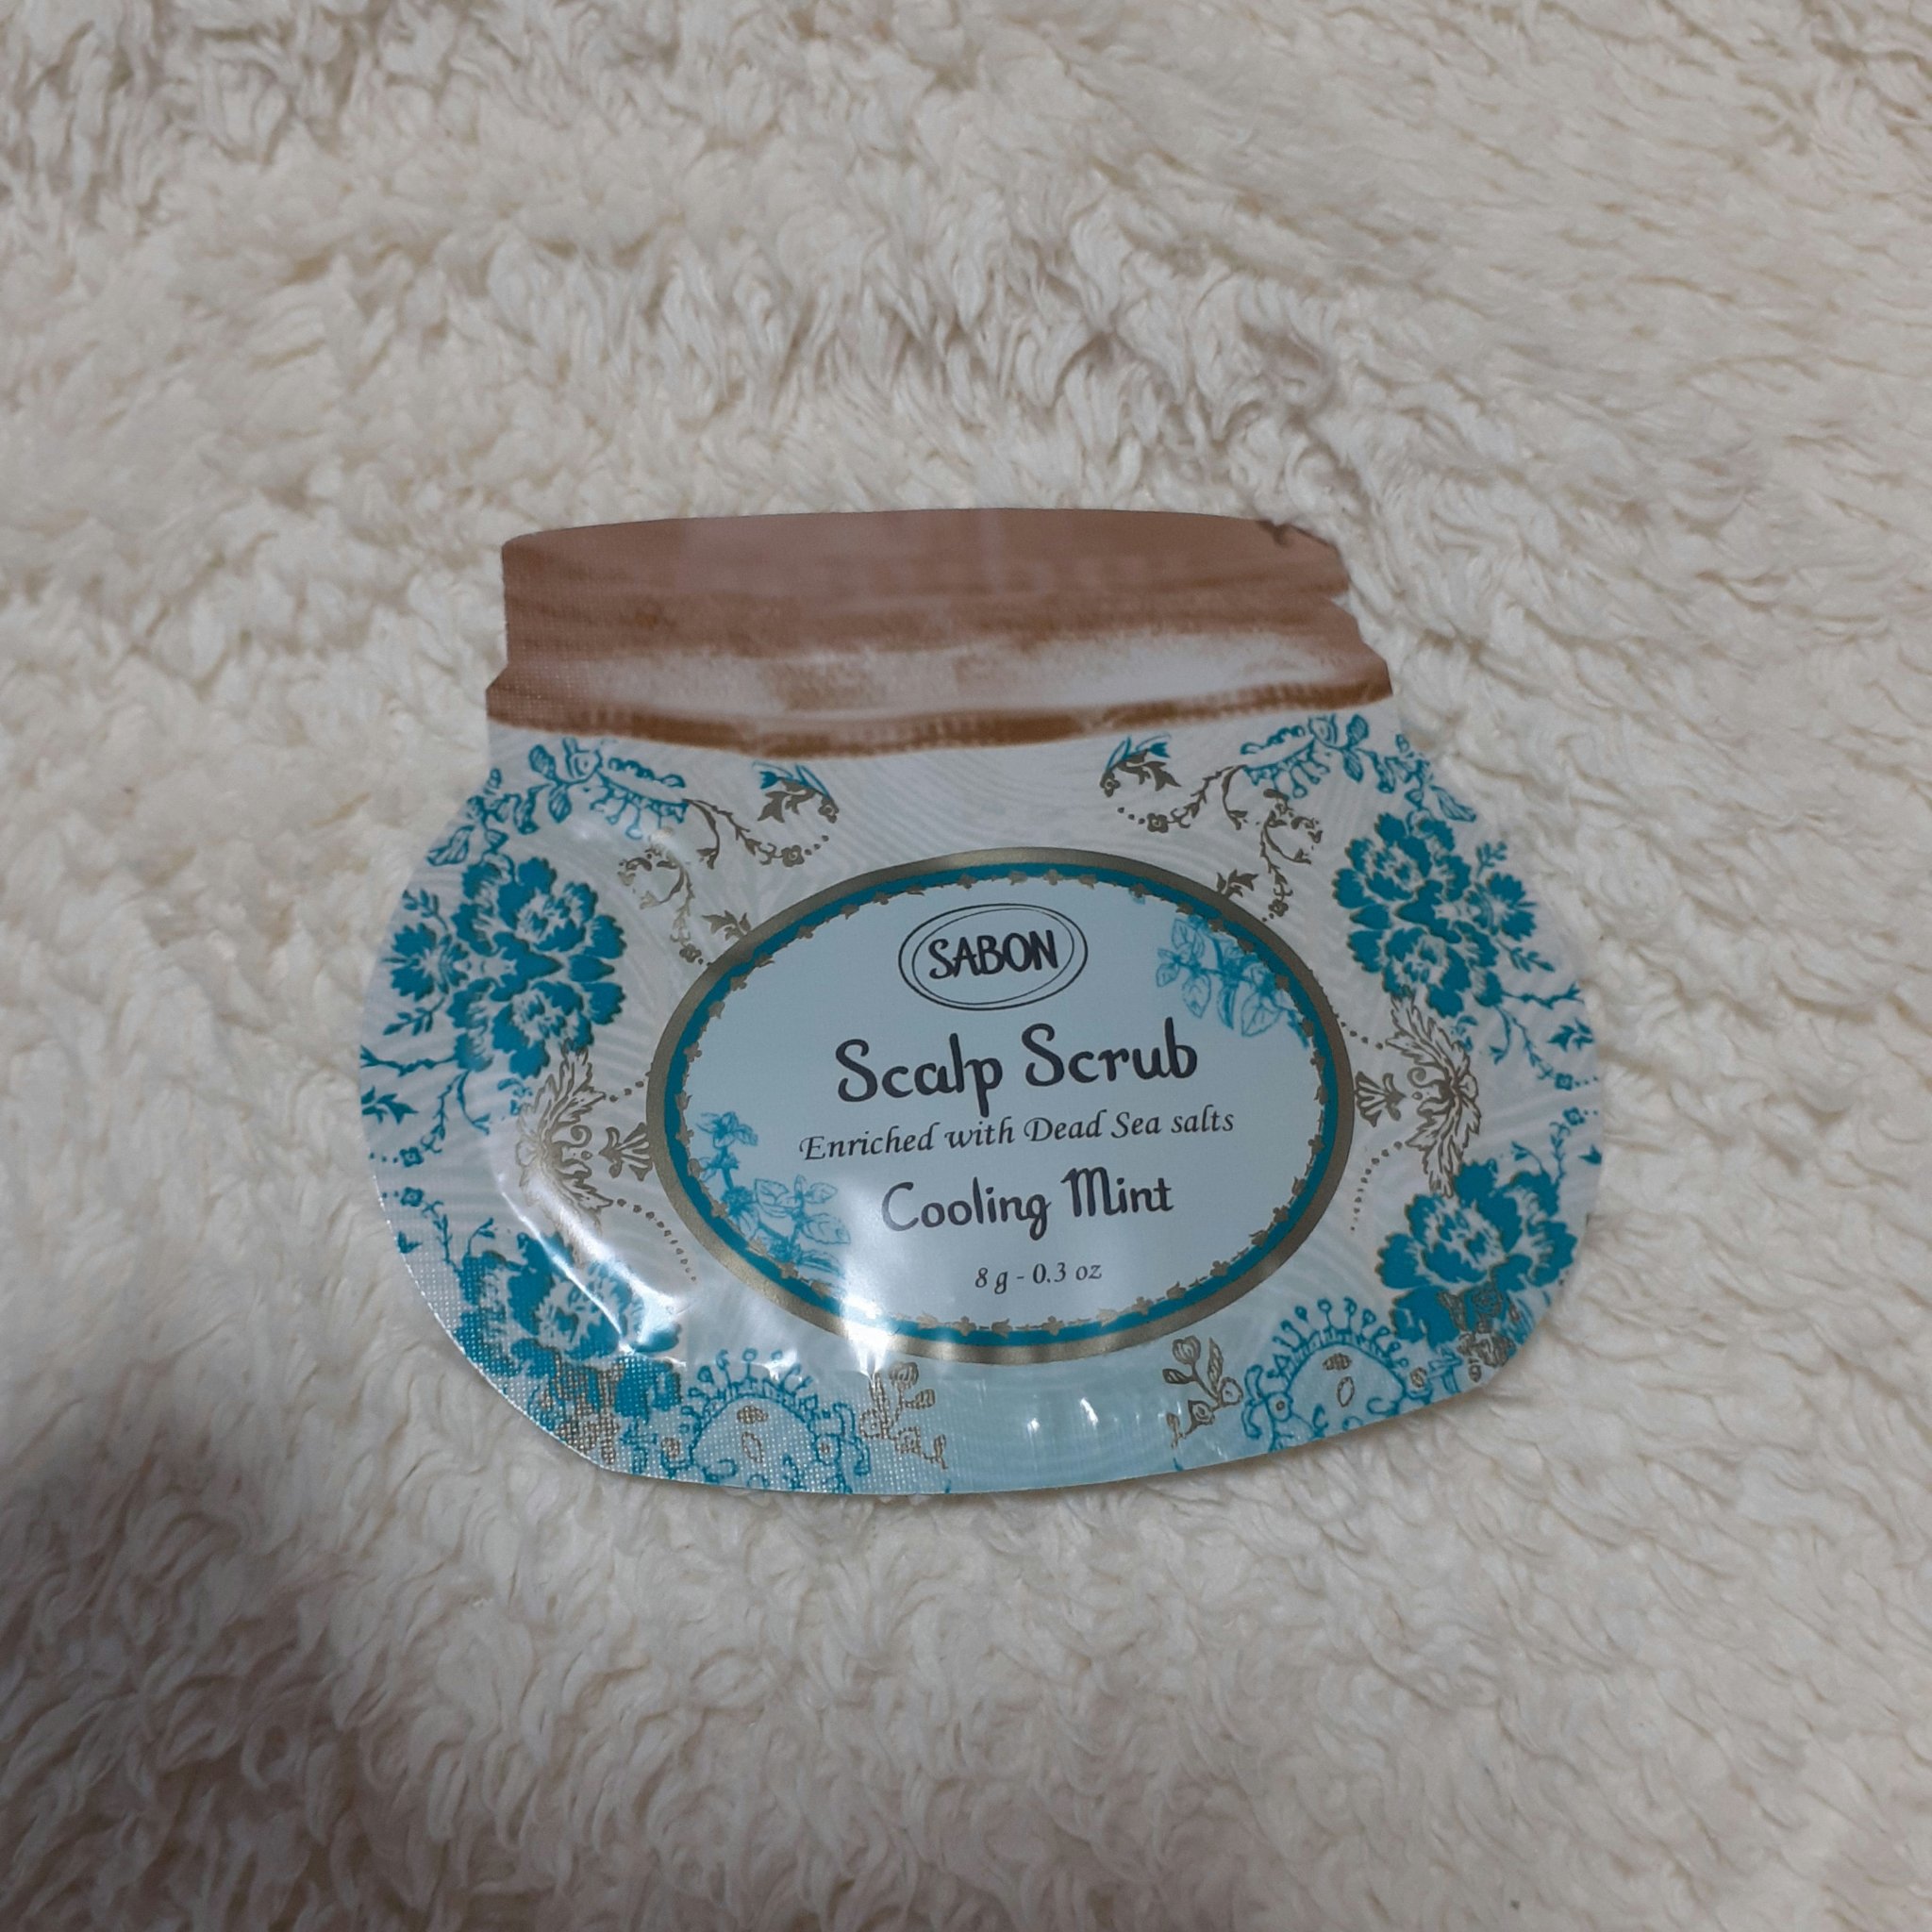 SABON
Scalp Scrub
Enriched with Dead Sea salts
Cooling Mint
8 g - 0.3 oz